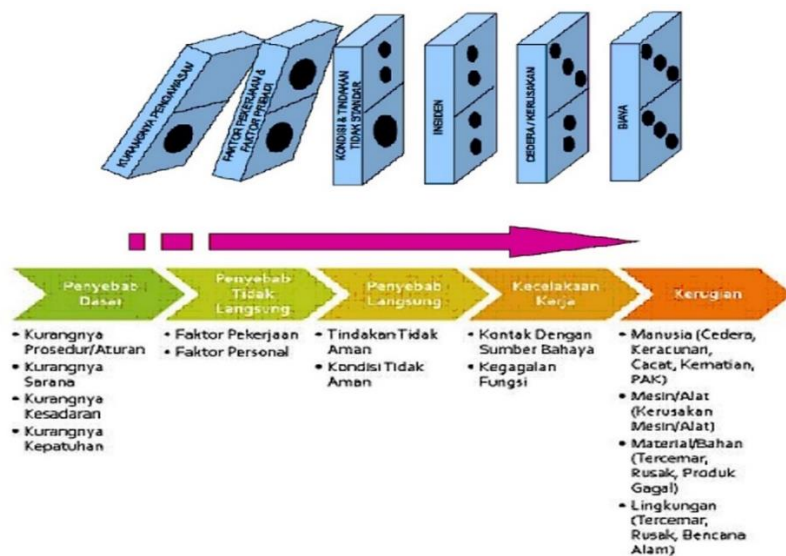 KURANGNYA PENGAWASAN
FAKTOR PEKERJAAN &
FAKTOR PRIBADI
KONDISI & TINDAKAN
TIDAK STANDAR
INSIDEN
CEDERA / KERUSAKAN
BIAYA
Penyebab
Dasar
Penyebab
Tidak
Langsung
Penyebab
Langsung
Kecelakaan
Kerja
Kerugian
• Kurangnya
Prosedur/Aturan
• Kurangnya
Sarana
• Kurangnya
Kesadaran
• Kurangnya
Kepatuhan
• Faktor Pekerjaan
• Faktor Personal
• Tindakan Tidak
Aman
• Kondisi Tidak
Aman
• Kontak Dengan
Sumber Bahaya
• Kegagalan
Fungsi
• Manusia (Cedera,
Keracunan,
Cacat, Kematian,
PAK)
• Mesin/Alat
(Kerusakan
Mesin/Alat)
• Material/Bahan
(Tercemar,
Rusak, Produk
Gagal)
• Lingkungan
(Tercemar,
Rusak, Bencana
Alam)